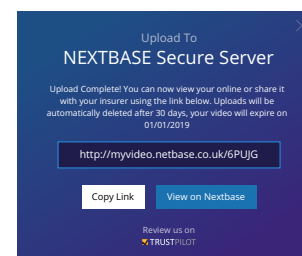 Upload To
NEXTBASE Secure Server
Upload Complete! You can now view your online or share it
with your insurer using the link below. Uploads will be
automatically deleted after 30 days, your video will expire on
01/01/2019
http://myvideo.netbase.co.uk/6PUJG
Copy Link
View on Nextbase
Review us on
TRUSTPILOT